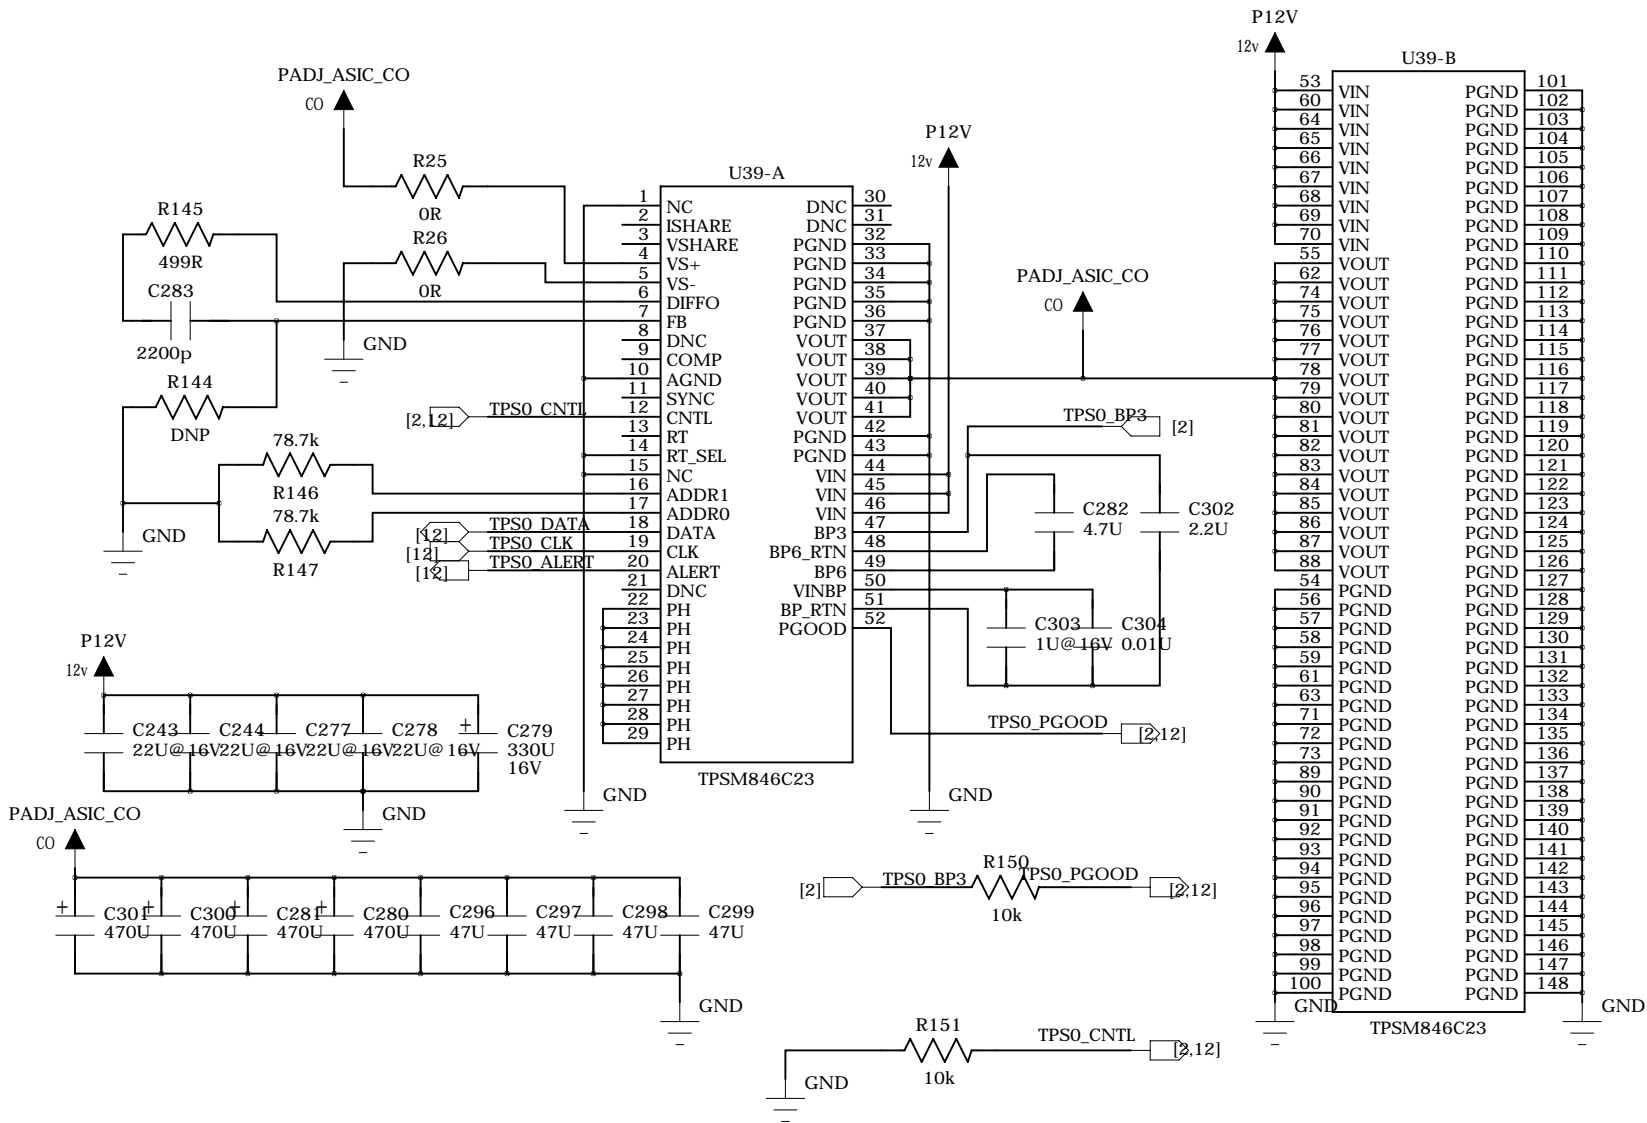 PADJ_ASIC_CO
CO
R25
0R
R26
0R
GND
R145
499R
C283
2200p
R144
DNP
78.7k
R146
78.7k
R147
GND
[2,12] TPS0_CNTL
[12] TPS0_DATA
[12] TPS0_CLK
[12] TPS0_ALERT
U39-A
1 NC
2 ISHARE
3 VSHARE
4 VS+
5 VS-
6 DIFFO
7 FB
8 DNC
9 COMP
10 AGND
11 SYNC
12 CNTL
13 RT
14 RT_SEL
15 NC
16 ADDR1
17 ADDR0
18 DATA
19 CLK
20 ALERT
21 DNC
22 PH
23 PH
24 PH
25 PH
26 PH
27 PH
28 PH
29 PH
DNC 30
DNC 31
PGND 32
PGND 33
PGND 34
PGND 35
PGND 36
VOUT 37
VOUT 38
VOUT 39
VOUT 40
VOUT 41
PGND 42
PGND 43
VIN 44
VIN 45
VIN 46
BP3 47
BP6_RTN 48
BP6 49
VINBP 50
BP_RTN 51
PGOOD 52
TPSM846C23
GND
GND
P12V
12v
PADJ_ASIC_CO
CO
TPS0_BP3 [2]
C282
4.7U
C302
2.2U
C303
1U@16V
C304
0.01U
TPS0_PGOOD [2,12]
P12V
12v
U39-B
53 VIN
60 VIN
64 VIN
65 VIN
66 VIN
67 VIN
68 VIN
69 VIN
70 VIN
55 VOUT
62 VOUT
74 VOUT
75 VOUT
76 VOUT
77 VOUT
78 VOUT
79 VOUT
80 VOUT
81 VOUT
82 VOUT
83 VOUT
84 VOUT
85 VOUT
86 VOUT
87 VOUT
88 VOUT
54 PGND
56 PGND
57 PGND
58 PGND
59 PGND
61 PGND
63 PGND
71 PGND
72 PGND
73 PGND
89 PGND
90 PGND
91 PGND
92 PGND
93 PGND
94 PGND
95 PGND
96 PGND
97 PGND
98 PGND
99 PGND
100 PGND
PGND 101
PGND 102
PGND 103
PGND 104
PGND 105
PGND 106
PGND 107
PGND 108
PGND 109
PGND 110
PGND 111
PGND 112
PGND 113
PGND 114
PGND 115
PGND 116
PGND 117
PGND 118
PGND 119
PGND 120
PGND 121
PGND 122
PGND 123
PGND 124
PGND 125
PGND 126
PGND 127
PGND 128
PGND 129
PGND 130
PGND 131
PGND 132
PGND 133
PGND 134
PGND 135
PGND 136
PGND 137
PGND 138
PGND 139
PGND 140
PGND 141
PGND 142
PGND 143
PGND 144
PGND 145
PGND 146
PGND 147
PGND 148
GND
GND
TPSM846C23
P12V
12v
C243
22U@16V
C244
22U@16V
C277
22U@16V
C278
22U@16V
+
C279
330U
16V
GND
PADJ_ASIC_CO
CO
+
C301
470U
+
C300
470U
+
C281
470U
+
C280
470U
C296
47U
C297
47U
C298
47U
C299
47U
GND
[2] TPS0_BP3
R150
10k
TPS0_PGOOD [2,12]
GND
R151
10k
TPS0_CNTL [2,12]